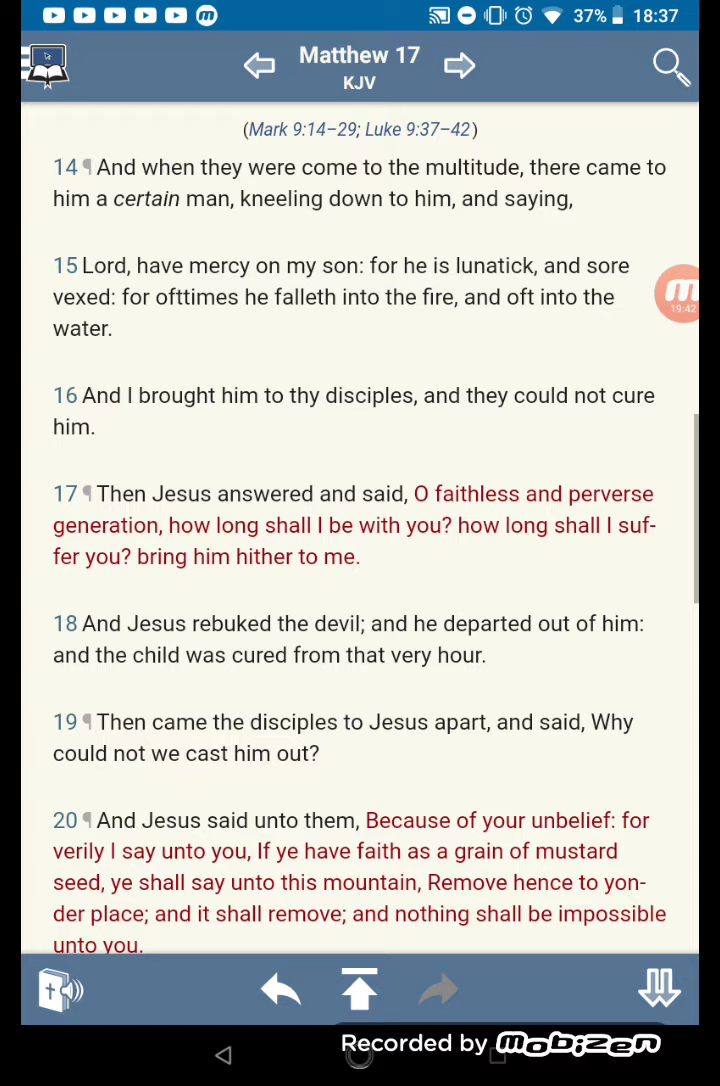 37% 18:37
Matthew 17
KJV
(Mark 9:14–29; Luke 9:37–42)
14 ¶ And when they were come to the multitude, there came to
him a certain man, kneeling down to him, and saying,
15 Lord, have mercy on my son: for he is lunatick, and sore
vexed: for ofttimes he falleth into the fire, and oft into the
water.
19:42
16 And I brought him to thy disciples, and they could not cure
him.
17 ¶ Then Jesus answered and said, O faithless and perverse
generation, how long shall I be with you? how long shall I suf-
fer you? bring him hither to me.
18 And Jesus rebuked the devil; and he departed out of him:
and the child was cured from that very hour.
19 ¶ Then came the disciples to Jesus apart, and said, Why
could not we cast him out?
20 ¶ And Jesus said unto them, Because of your unbelief: for
verily I say unto you, If ye have faith as a grain of mustard
seed, ye shall say unto this mountain, Remove hence to yon-
der place; and it shall remove; and nothing shall be impossible
unto you.
Recorded by mobizen